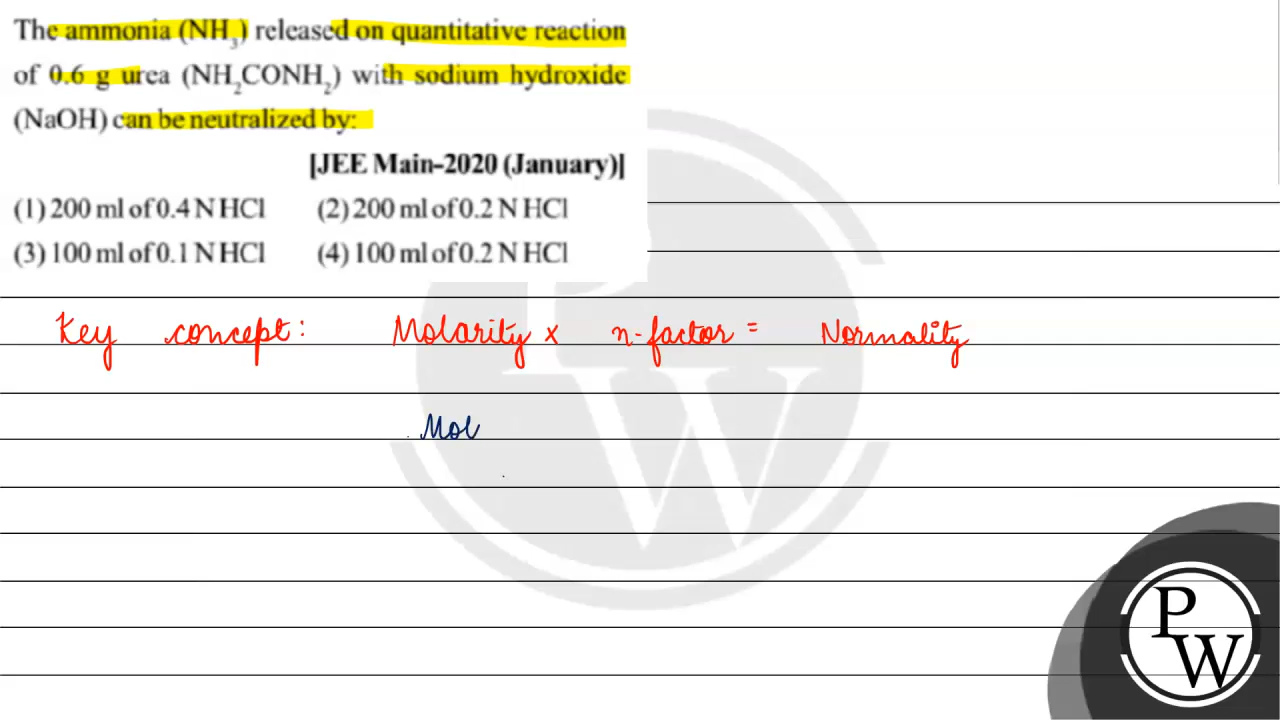 The ammonia (NH₃) released on quantitative reaction
of 0.6 g urea (NH₂CONH₂) with sodium hydroxide
(NaOH) can be neutralized by:
[JEE Main–2020 (January)]
(1) 200 ml of 0.4 N HCl (2) 200 ml of 0.2 N HCl
(3) 100 ml of 0.1 N HCl (4) 100 ml of 0.2 N HCl
Key concept: Molarity x n-factor = Normality
Mol
P
W